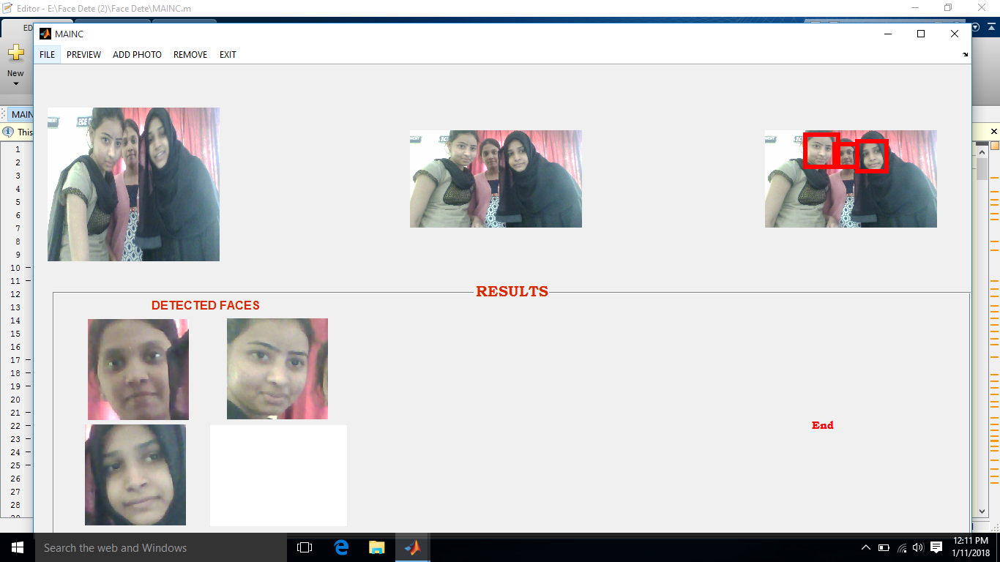 Editor - E:\Face Dete (2)\Face Dete\MAINC.m
ED
MAINC
FILE PREVIEW ADD PHOTO REMOVE EXIT
New
MAIN
This
1
2
3
4
5
6
7
8
9
10
11
12
13
14
15
16
17
18
19
20
21
22
23
24
25
26
27
28
RESULTS
DETECTED FACES
End
Search the web and Windows
12:11 PM
1/11/2018